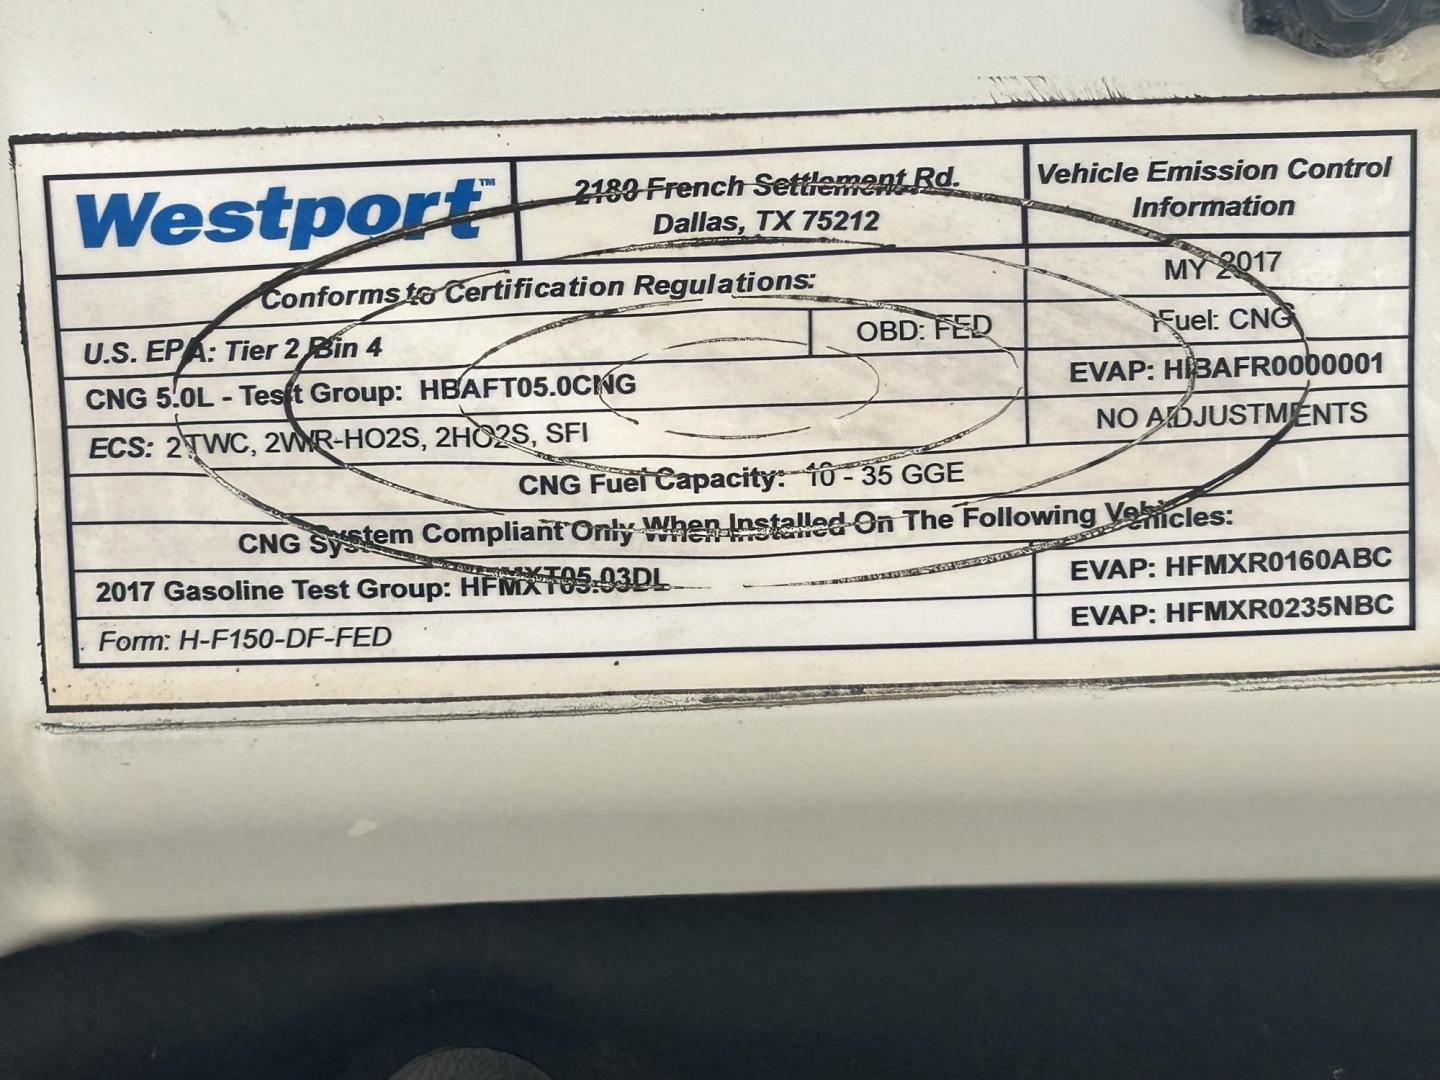 Westport™
2180 French Settlement Rd.
Dallas, TX 75212
Vehicle Emission Control
Information
Conforms to Certification Regulations:
MY 2017
U.S. EPA: Tier 2 Bin 4
OBD: FED
Fuel: CNG
CNG 5.0L - Test Group: HBAFT05.0CNG
EVAP: HBAFR0000001
ECS: 2TWC, 2WR-HO2S, 2HO2S, SFI
NO ADJUSTMENTS
CNG Fuel Capacity: 10 - 35 GGE
CNG System Compliant Only When Installed On The Following Vehicles:
2017 Gasoline Test Group: HFMXT05.03DL
EVAP: HFMXR0160ABC
Form: H-F150-DF-FED
EVAP: HFMXR0235NBC